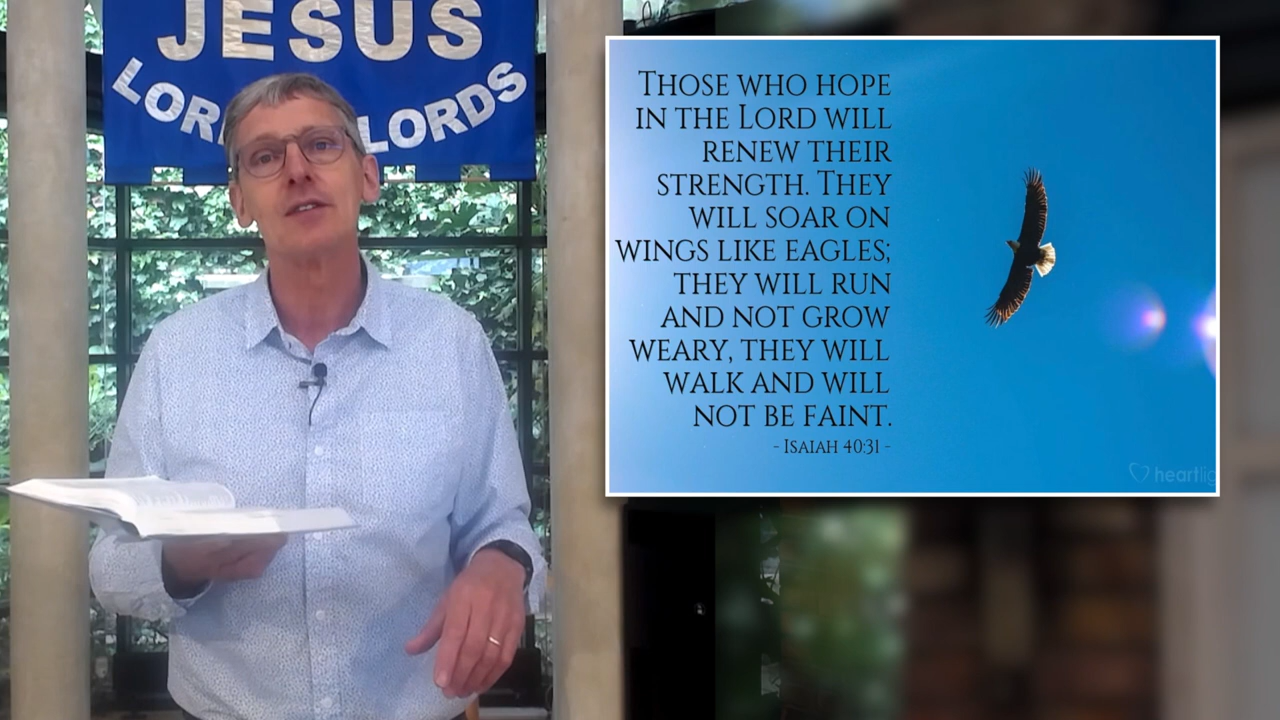 JESUS
LORDS
THOSE WHO HOPE
IN THE LORD WILL
RENEW THEIR
STRENGTH. THEY
WILL SOAR ON
WINGS LIKE EAGLES;
THEY WILL RUN
AND NOT GROW
WEARY, THEY WILL
WALK AND WILL
NOT BE FAINT.
- ISAIAH 40:31 -
heartlig